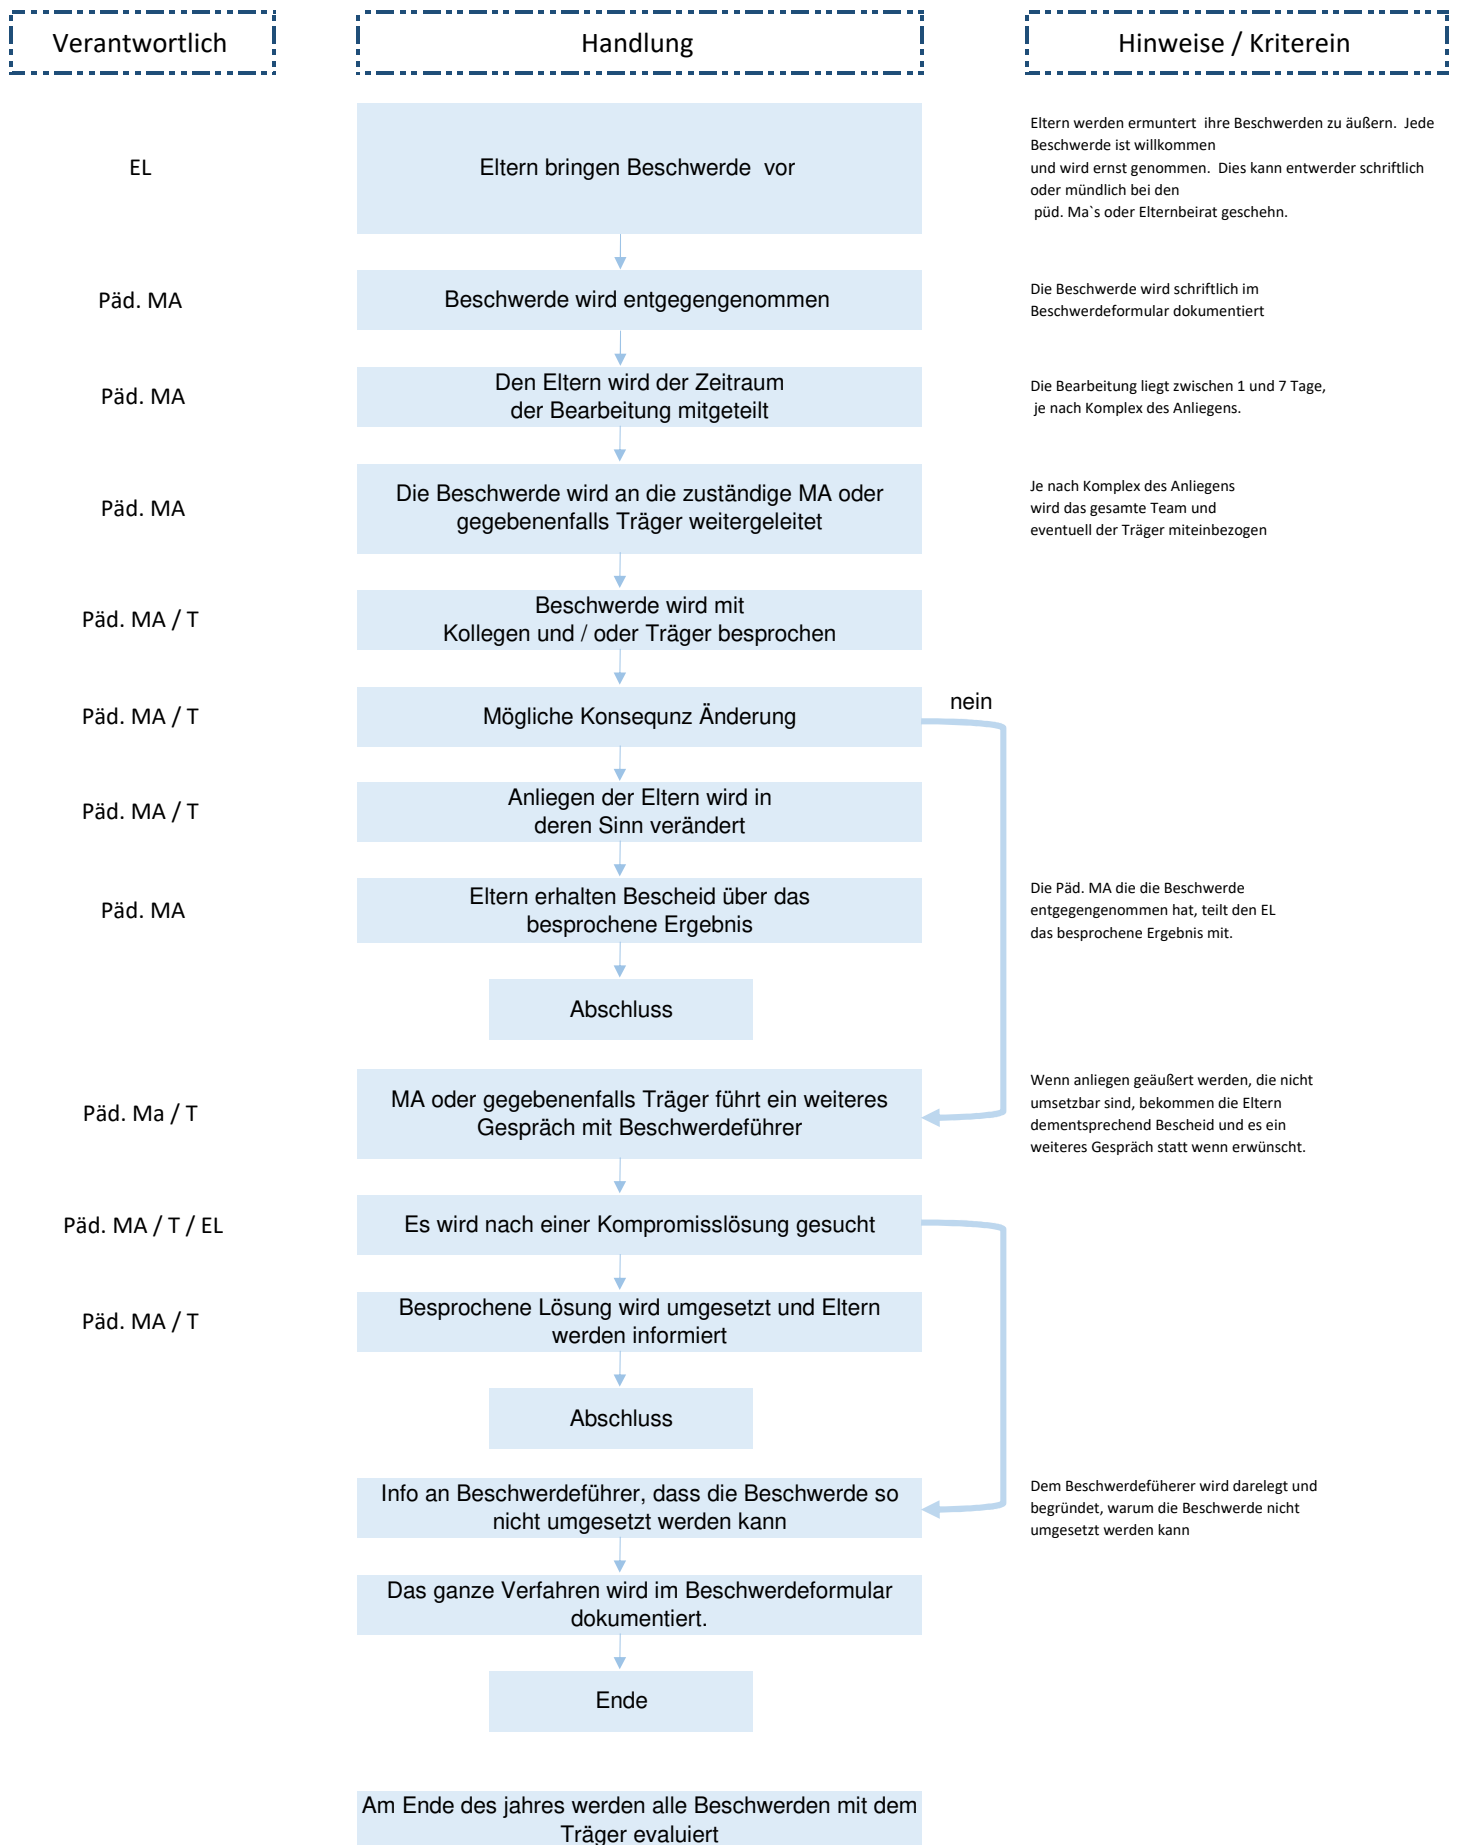 Verantwortlich
Handlung
Hinweise / Kriterein
EL
Eltern bringen Beschwerde  vor
Eltern werden ermuntert  ihre Beschwerden zu äußern.  Jede
Beschwerde ist willkommen
und wird ernst genommen.  Dies kann entwerder schriftlich
oder mündlich bei den
püd. Ma`s oder Elternbeirat geschehn.
Päd. MA
Beschwerde wird entgegengenommen
Die Beschwerde wird schriftlich im
Beschwerdeformular dokumentiert
Päd. MA
Den Eltern wird der Zeitraum
der Bearbeitung mitgeteilt
Die Bearbeitung liegt zwischen 1 und 7 Tage,
je nach Komplex des Anliegens.
Päd. MA
Die Beschwerde wird an die zuständige MA oder
gegebenenfalls Träger weitergeleitet
Je nach Komplex des Anliegens
wird das gesamte Team und
eventuell der Träger miteinbezogen
Päd. MA / T
Beschwerde wird mit
Kollegen und / oder Träger besprochen
Päd. MA / T
Mögliche Konsequnz Änderung
nein
Päd. MA / T
Anliegen der Eltern wird in
deren Sinn verändert
Päd. MA
Eltern erhalten Bescheid über das
besprochene Ergebnis
Die Päd. MA die die Beschwerde
entgegengenommen hat, teilt den EL
das besprochene Ergebnis mit.
Abschluss
Päd. Ma / T
MA oder gegebenenfalls Träger führt ein weiteres
Gespräch mit Beschwerdeführer
Wenn anliegen geäußert werden, die nicht
umsetzbar sind, bekommen die Eltern
dementsprechend Bescheid und es ein
weiteres Gespräch statt wenn erwünscht.
Päd. MA / T / EL
Es wird nach einer Kompromisslösung gesucht
Päd. MA / T
Besprochene Lösung wird umgesetzt und Eltern
werden informiert
Abschluss
Info an Beschwerdeführer, dass die Beschwerde so
nicht umgesetzt werden kann
Dem Beschwerdefüherer wird darelegt und
begründet, warum die Beschwerde nicht
umgesetzt werden kann
Das ganze Verfahren wird im Beschwerdeformular
dokumentiert.
Ende
Am Ende des jahres werden alle Beschwerden mit dem
Träger evaluiert